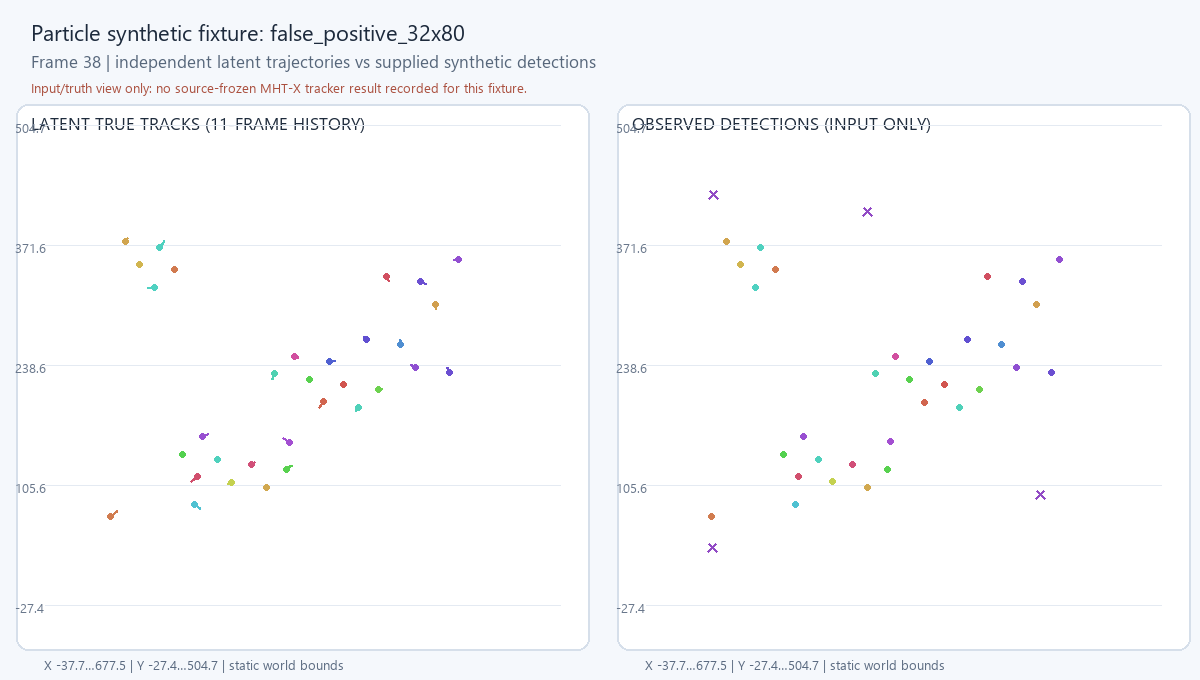 Particle synthetic fixture: false_positive_32x80
Frame 38 | independent latent trajectories vs supplied synthetic detections
Input/truth view only: no source-frozen MHT-X tracker result recorded for this fixture.
LATENT TRUE TRACKS (11-FRAME HISTORY)
504.7
371.6
238.6
105.6
-27.4
X -37.7...677.5 | Y -27.4...504.7 | static world bounds
OBSERVED DETECTIONS (INPUT ONLY)
504.7
371.6
238.6
105.6
-27.4
X -37.7...677.5 | Y -27.4...504.7 | static world bounds